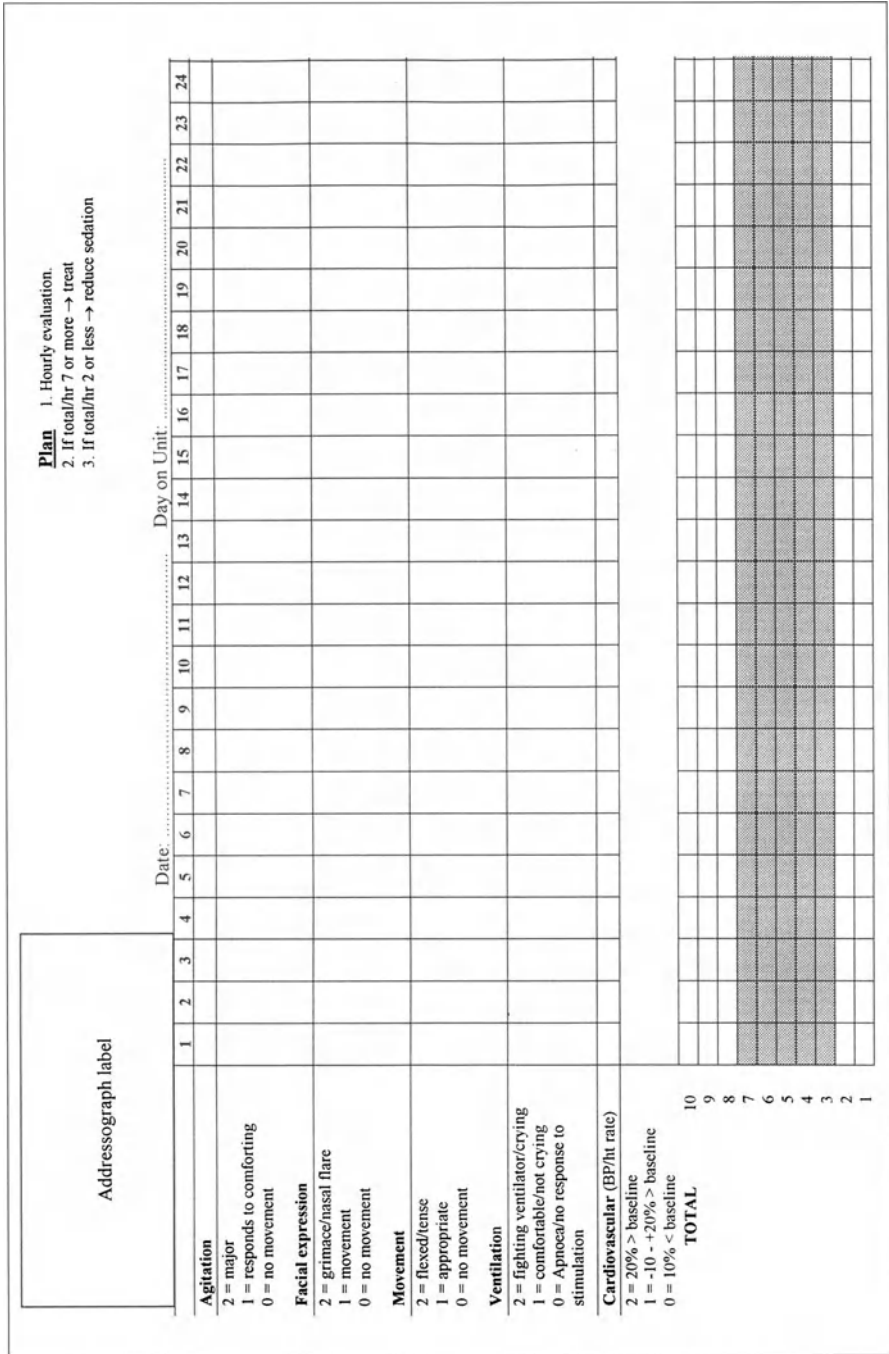 Addressograph label
Plan 1. Hourly evaluation.
2. If total/hr 7 or more → treat
3. If total/hr 2 or less → reduce sedation
Date: ........................................ Day on Unit: ........................................
1 2 3 4 5 6 7 8 9 10 11 12 13 14 15 16 17 18 19 20 21 22 23 24
Agitation
2 = major
1 = responds to comforting
0 = no movement
Facial expression
2 = grimace/nasal flare
1 = movement
0 = no movement
Movement
2 = flexed/tense
1 = appropriate
0 = no movement
Ventilation
2 = fighting ventilator/crying
1 = comfortable/not crying
0 = Apnoea/no response to
stimulation
Cardiovascular (BP/ht rate)
2 = 20% > baseline
1 = -10 - +20% > baseline
0 = 10% < baseline
TOTAL
10
9
8
7
6
5
4
3
2
1